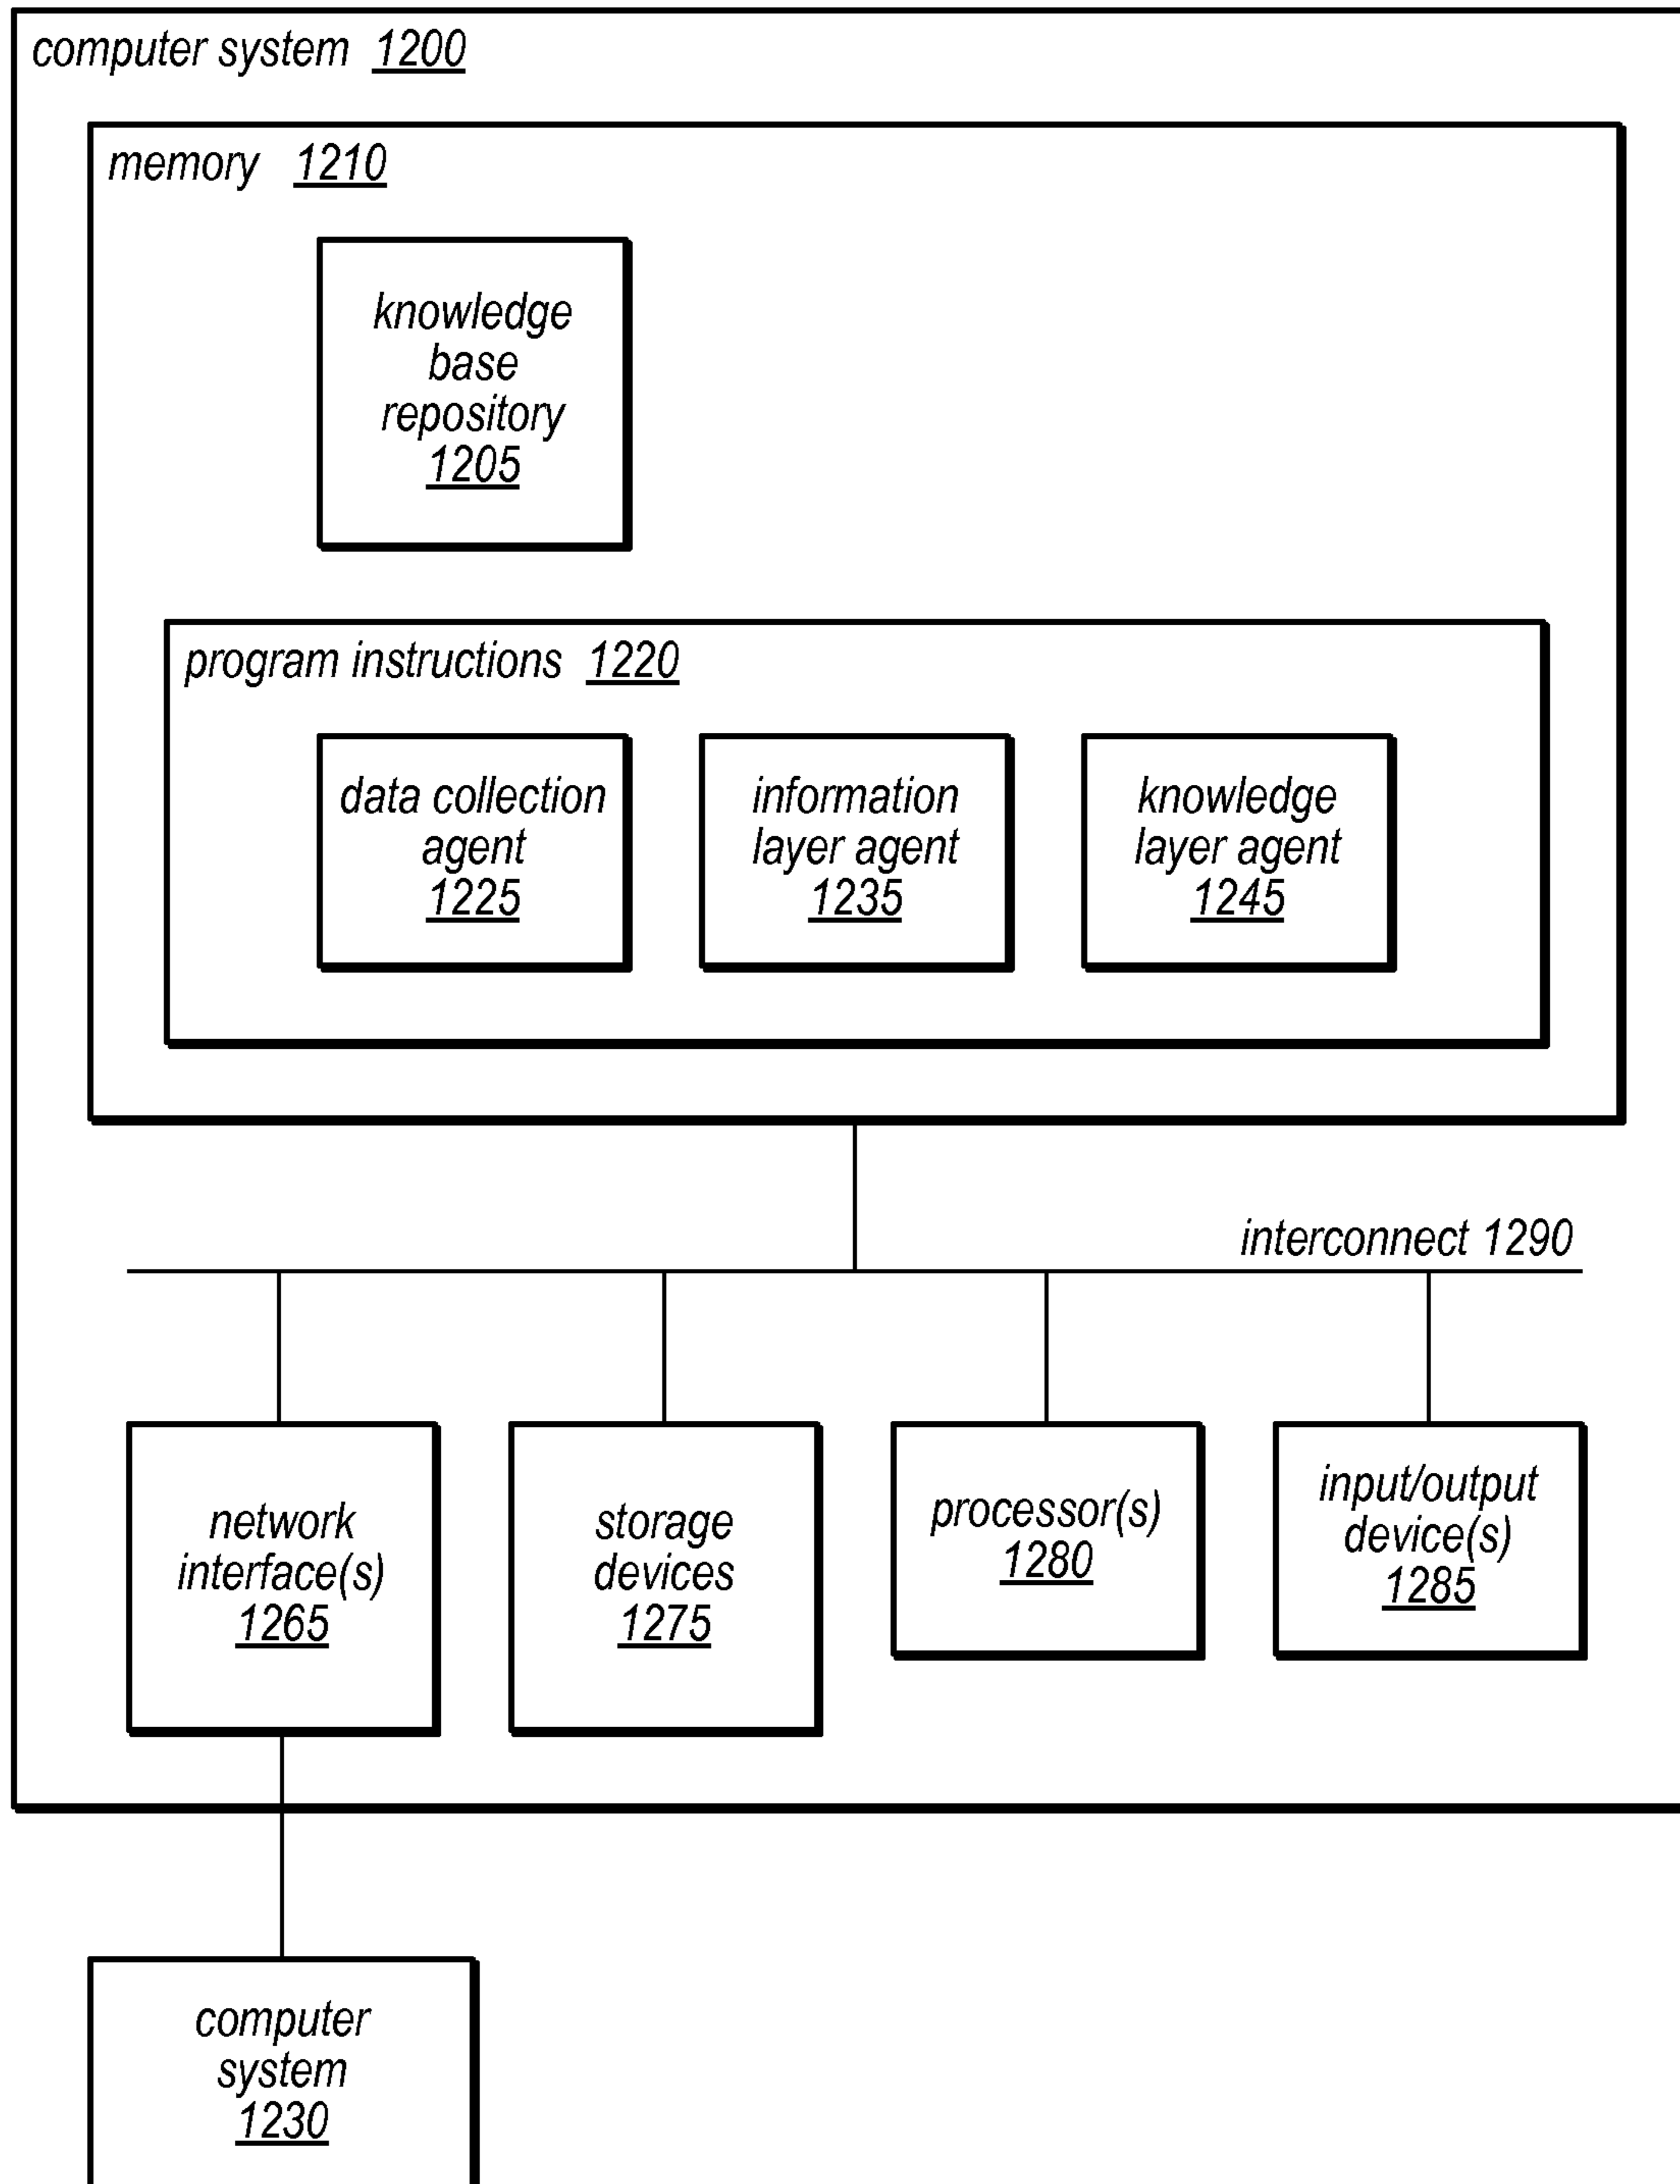 computer system 1200
memory 1210
knowledge
base
repository
1205
program instructions 1220
data collection
agent
1225
information
layer agent
1235
knowledge
layer agent
1245
interconnect 1290
network
interface(s)
1265
storage
devices
1275
processor(s)
1280
input/output
device(s)
1285
computer
system
1230